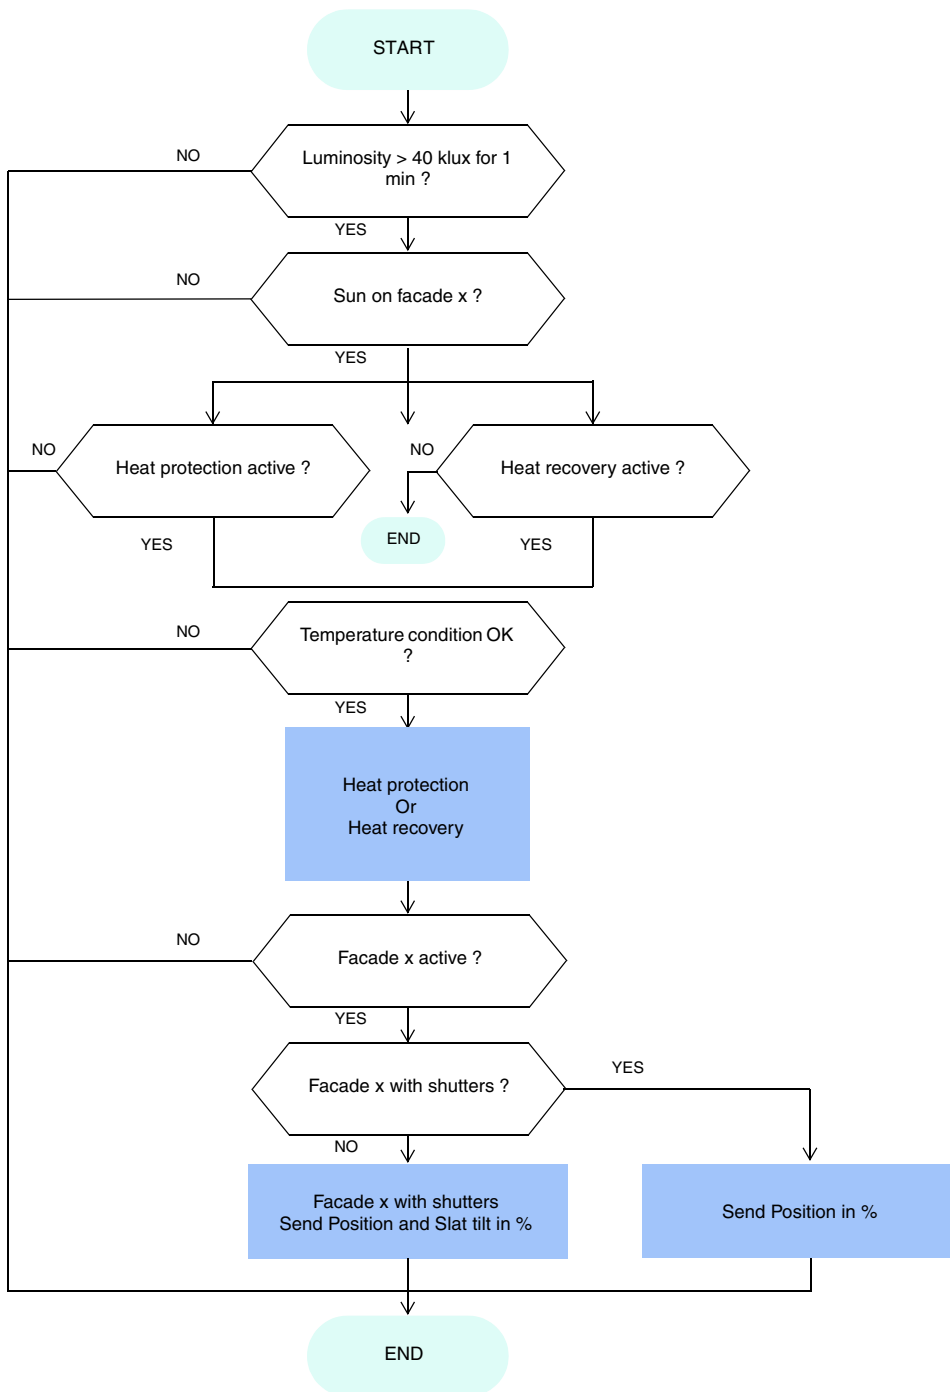 START
NO
Luminosity > 40 klux for 1
min ?
YES
NO
Sun on facade x ?
YES
NO
Heat protection active ?
NO
Heat recovery active ?
END
YES
YES
NO
Temperature condition OK
?
YES
Heat protection
Or
Heat recovery
NO
Facade x active ?
YES
Facade x with shutters ?
YES
NO
Facade x with shutters
Send Position and Slat tilt in %
Send Position in %
END